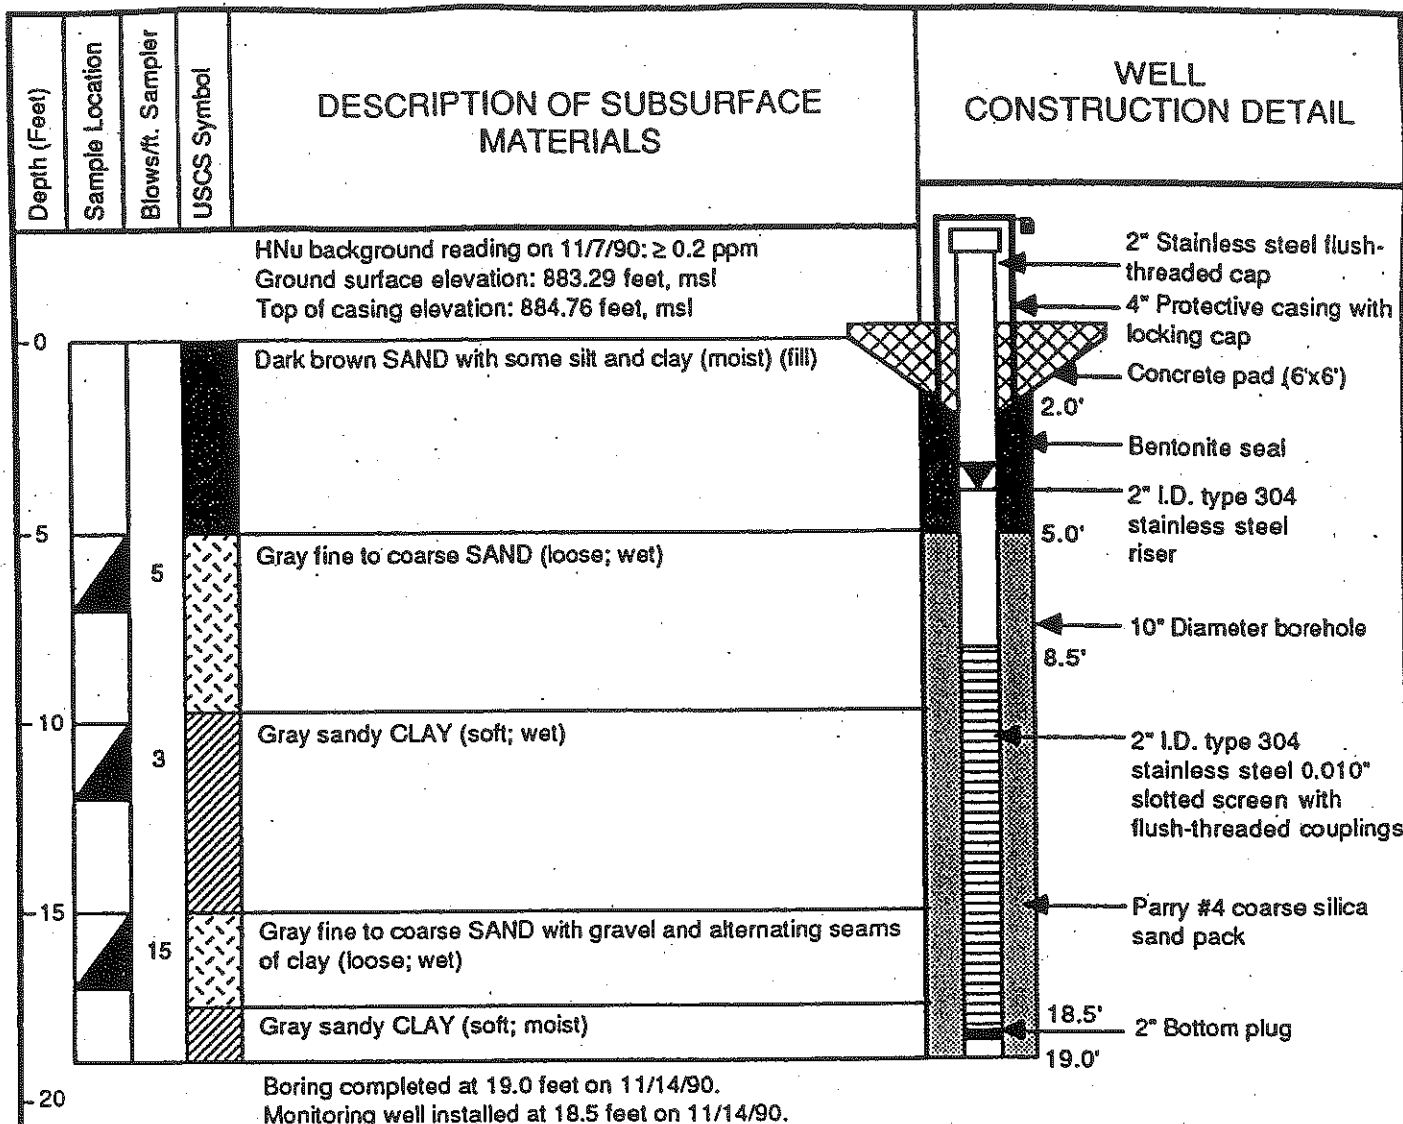 Depth (Feet)
Sample Location
Blows/ft. Sampler
USCS Symbol
DESCRIPTION OF SUBSURFACE
MATERIALS
WELL
CONSTRUCTION DETAIL
HNu background reading on 11/7/90: ≥ 0.2 ppm
Ground surface elevation: 883.29 feet, msl
Top of casing elevation: 884.76 feet, msl
2" Stainless steel flush-
threaded cap
4" Protective casing with
locking cap
0
Dark brown SAND with some silt and clay (moist) (fill)
Concrete pad (6'x6')
2.0'
Bentonite seal
2" I.D. type 304
stainless steel
riser
5
5.0'
Gray fine to coarse SAND (loose; wet)
5
10" Diameter borehole
8.5'
10
Gray sandy CLAY (soft; wet)
3
2" I.D. type 304
stainless steel 0.010"
slotted screen with
flush-threaded couplings
15
Gray fine to coarse SAND with gravel and alternating seams
of clay (loose; wet)
15
Parry #4 coarse silica
sand pack
Gray sandy CLAY (soft; moist)
18.5'
2" Bottom plug
19.0'
Boring completed at 19.0 feet on 11/14/90.
20
Monitoring well installed at 18.5 feet on 11/14/90.